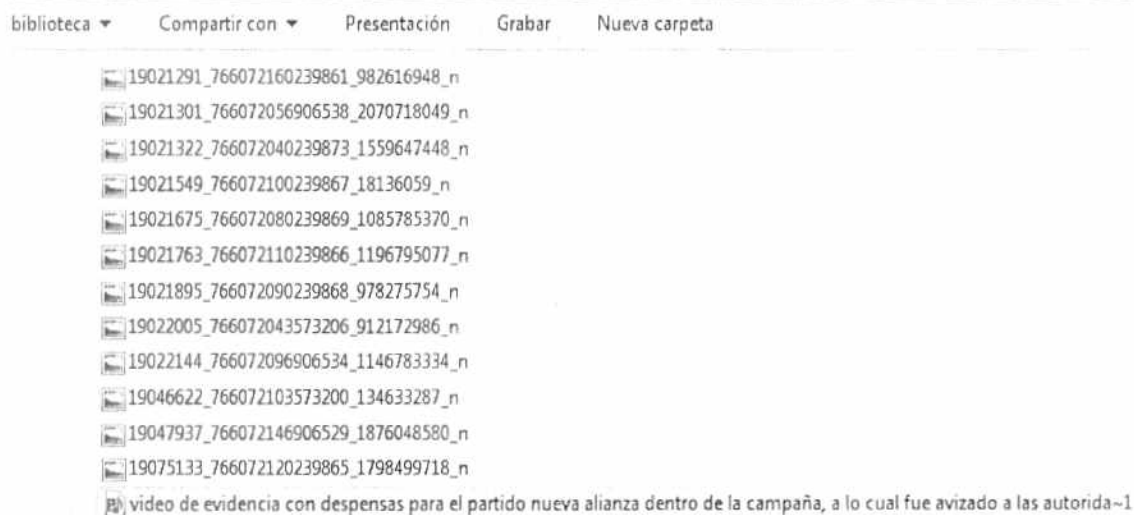 biblioteca Compartir con Presentación Grabar Nueva carpeta
19021291_766072160239861_982616948_n
19021301_766072056906538_2070718049_n
19021322_766072040239873_1559647448_n
19021549_766072100239867_18136059_n
19021675_766072080239869_1085785370_n
19021763_766072110239866_1196795077_n
19021895_766072090239868_978275754_n
19022005_766072043573206_912172986_n
19022144_766072096906534_1146783334_n
19046622_766072103573200_134633287_n
19047937_766072146906529_1876048580_n
19075133_766072120239865_1798499718_n
video de evidencia con despensas para el partido nueva alianza dentro de la campaña, a lo cual fue avizado a las autorida~1